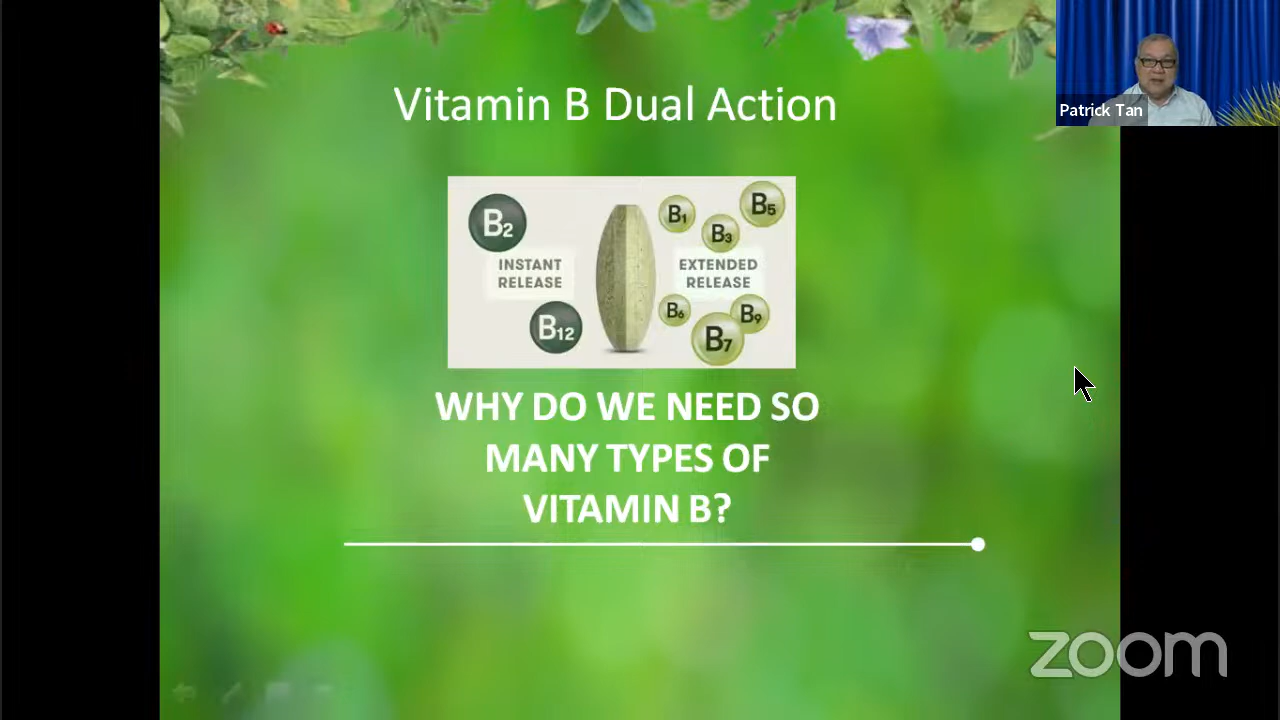 Vitamin B Dual Action
Patrick Tan
B2
INSTANT
RELEASE
B12
B1
B3
B5
EXTENDED
RELEASE
B6
B9
B7
WHY DO WE NEED SO
MANY TYPES OF
VITAMIN B?
zoom